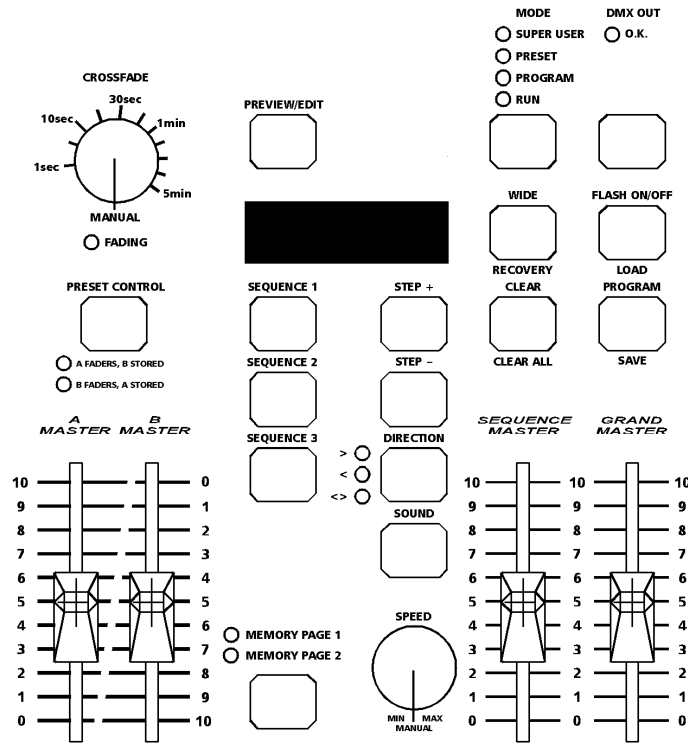 MODE
DMX OUT
SUPER USER
O.K.
PRESET
PROGRAM
RUN
CROSSFADE
30sec
10sec
1min
1sec
5min
MANUAL
FADING
PREVIEW/EDIT
WIDE
FLASH ON/OFF
RECOVERY
LOAD
PRESET CONTROL
SEQUENCE 1
STEP +
CLEAR
PROGRAM
A FADERS, B STORED
B FADERS, A STORED
SEQUENCE 2
STEP –
CLEAR ALL
SAVE
A MASTER
B MASTER
SEQUENCE 3
>
<
<>
DIRECTION
SEQUENCE MASTER
GRAND MASTER
SOUND
10 0 10 10 10
9 1 9 9 9
8 2 8 8 8
7 3 7 7 7
6 4 6 6 6
5 5 5 5 5
4 6 4 4 4
3 7 3 3 3
2 8 2 2 2
1 9 1 1 1
0 10 0 0 0
MEMORY PAGE 1
MEMORY PAGE 2
SPEED
MIN MAX
MANUAL